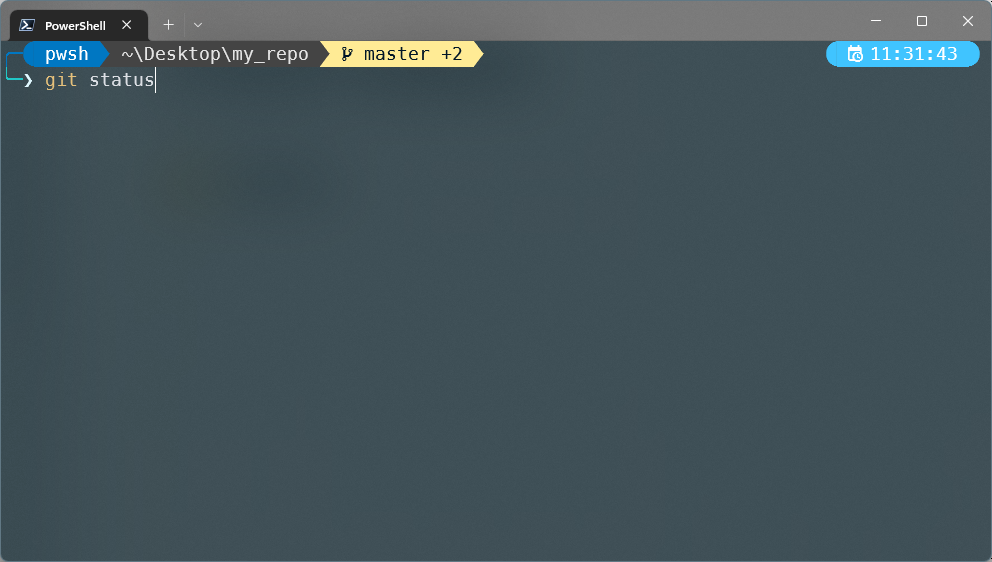 PowerShell
pwsh ~\Desktop\my_repo master +2 11:31:43
❯ git status